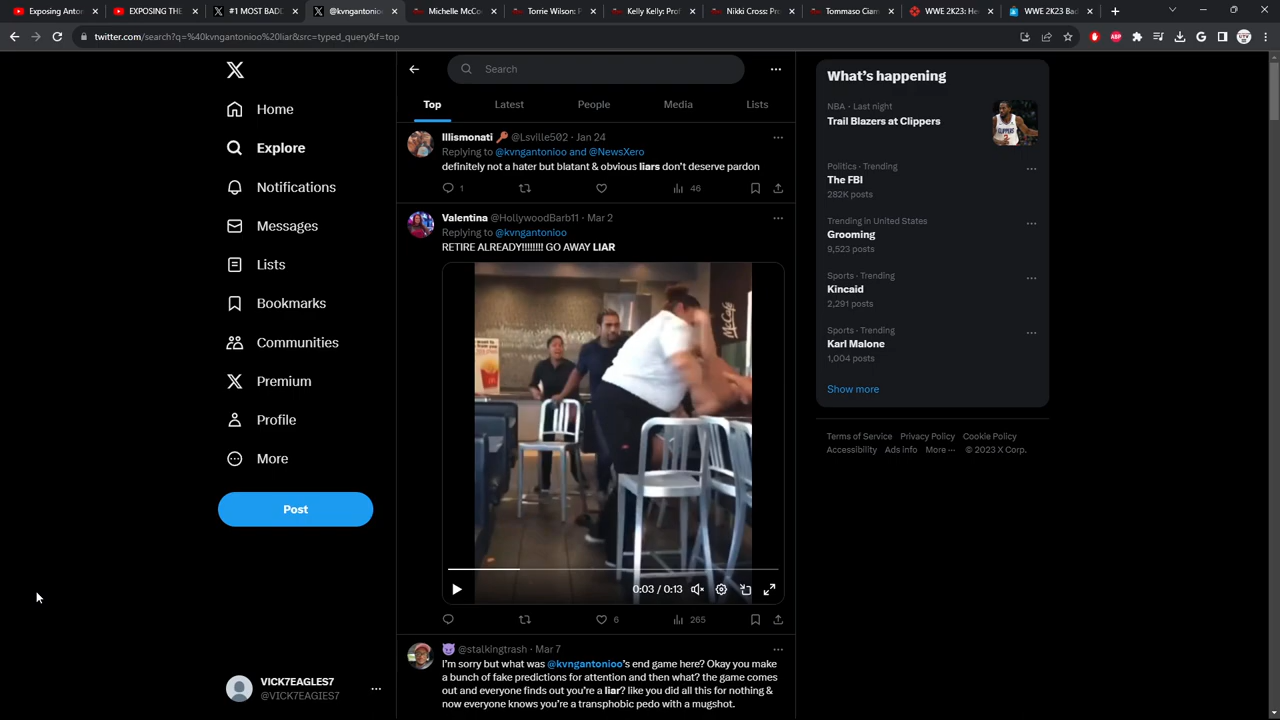 Exposing Anton
EXPOSING THE
#1 MOST BADE
@kvngantonio
Michelle McCo
Torrie Wilson: P
Kelly Kelly: Prof
Nikki Cross: Pr
Tommaso Ciam
WWE 2K23: He
WWE 2K23 Ba
twitter.com/search?q=%40kvngantonioo%20liar&src=typed_query&f=top
Search
Home
Explore
Notifications
Messages
Lists
Bookmarks
Communities
Premium
Profile
More
Post
VICK7EAGLES7
@VICK7EAGlES7
Top
Latest
People
Media
Lists
Illismonati @Lsville502 · Jan 24
Replying to @kvngantonioo and @NewsXero
definitely not a hater but blatant & obvious liars don’t deserve pardon
1
46
Valentina @HollywoodBarb11 · Mar 2
Replying to @kvngantonioo
RETIRE ALREADY!!!!!!!! GO AWAY LIAR
McCafé
0:03 / 0:13
6
265
@stalkingtrash · Mar 7
I’m sorry but what was @kvngantonioo’s end game here? Okay you make
a bunch of fake predictions for attention and then what? the game comes
out and everyone finds out you’re a liar? like you did all this for nothing &
now everyone knows you’re a transphobic pedo with a mugshot.
What’s happening
NBA · Last night
Trail Blazers at Clippers
Politics · Trending
The FBI
282K posts
Trending in United States
Grooming
9,523 posts
Sports · Trending
Kincaid
2,291 posts
Sports · Trending
Karl Malone
1,004 posts
Show more
Terms of Service
Privacy Policy
Cookie Policy
Accessibility
Ads info
More ···
© 2023 X Corp.